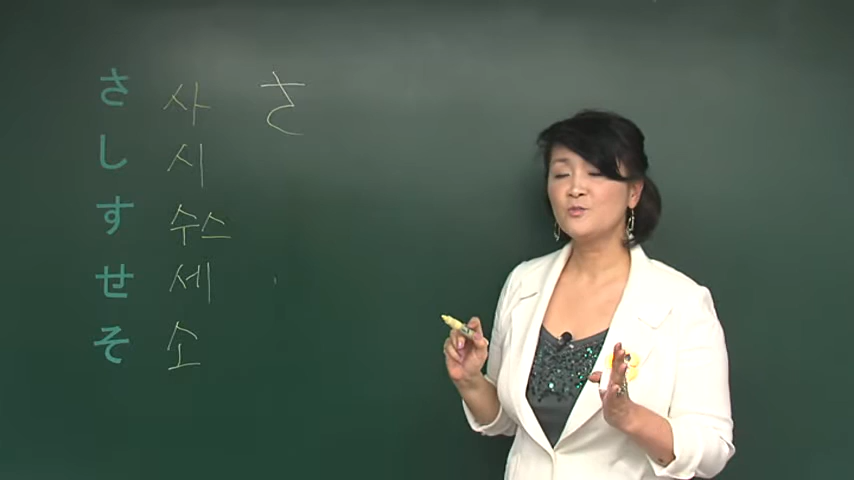 さ 사 さ
し 시
す 수스
せ 세
そ 소